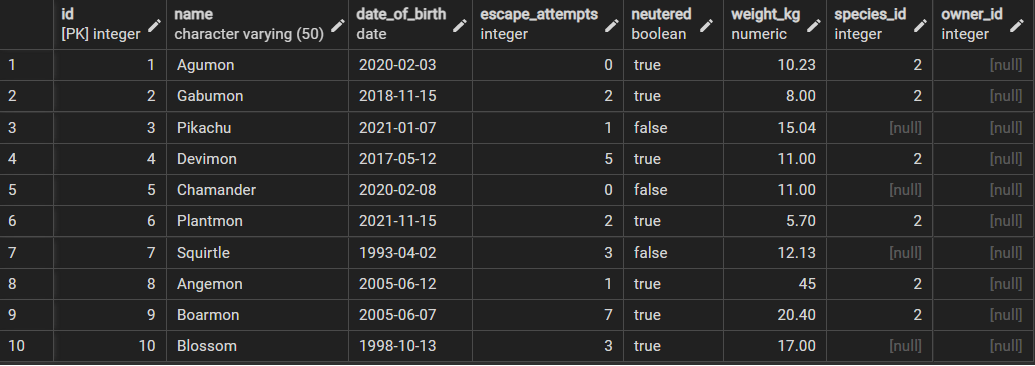 id name date_of_birth escape_attempts neutered weight_kg species_id owner_id
[PK] integer character varying (50) date integer boolean numeric integer integer
1 1 Agumon 2020-02-03 0 true 10.23 2 [null]
2 2 Gabumon 2018-11-15 2 true 8.00 2 [null]
3 3 Pikachu 2021-01-07 1 false 15.04 [null] [null]
4 4 Devimon 2017-05-12 5 true 11.00 2 [null]
5 5 Chamander 2020-02-08 0 false 11.00 [null] [null]
6 6 Plantmon 2021-11-15 2 true 5.70 2 [null]
7 7 Squirtle 1993-04-02 3 false 12.13 [null] [null]
8 8 Angemon 2005-06-12 1 true 45 2 [null]
9 9 Boarmon 2005-06-07 7 true 20.40 2 [null]
10 10 Blossom 1998-10-13 3 true 17.00 [null] [null]